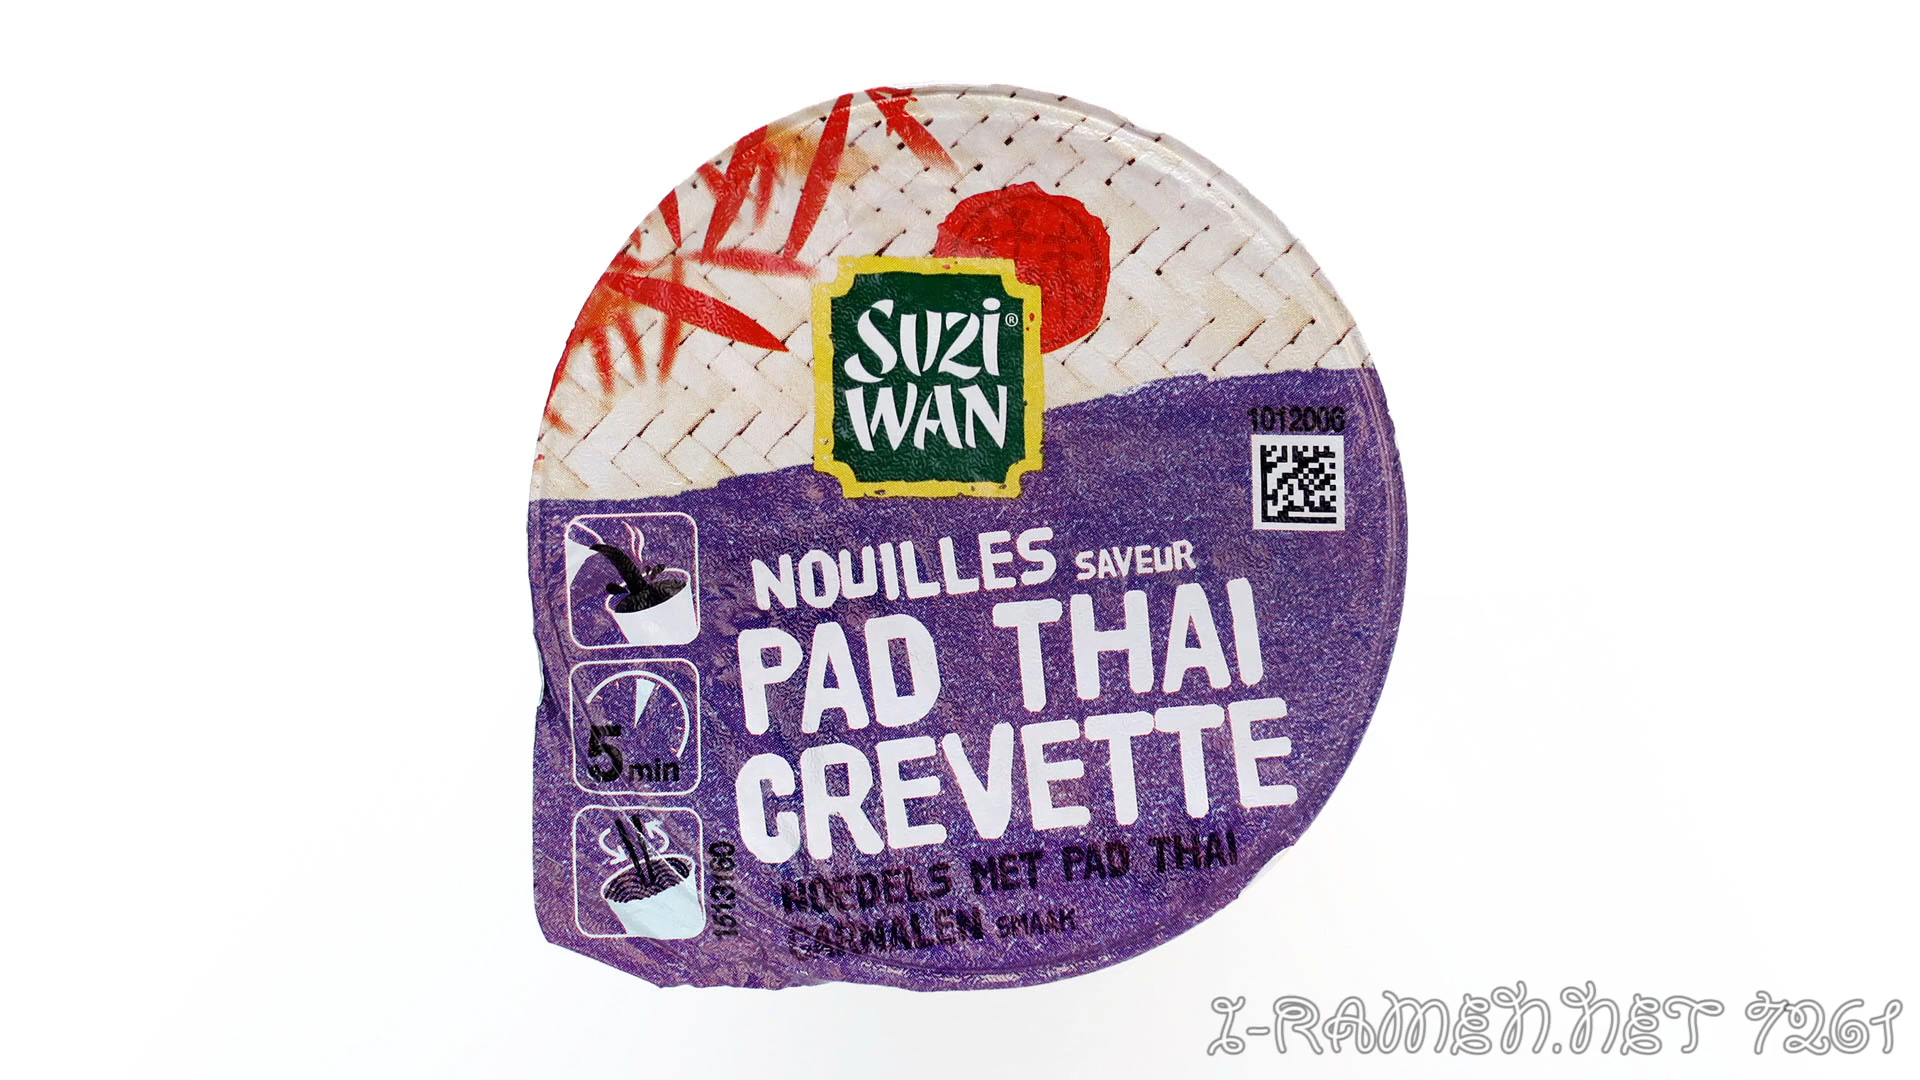 SUZI®
WAN
1012006
NOUILLES SAVEUR
PAD THAI
CREVETTE
5 min
1513160
NOEDELS MET PAD THAI
GARNALEN SMAAK
I-RAMEN.NET 7261